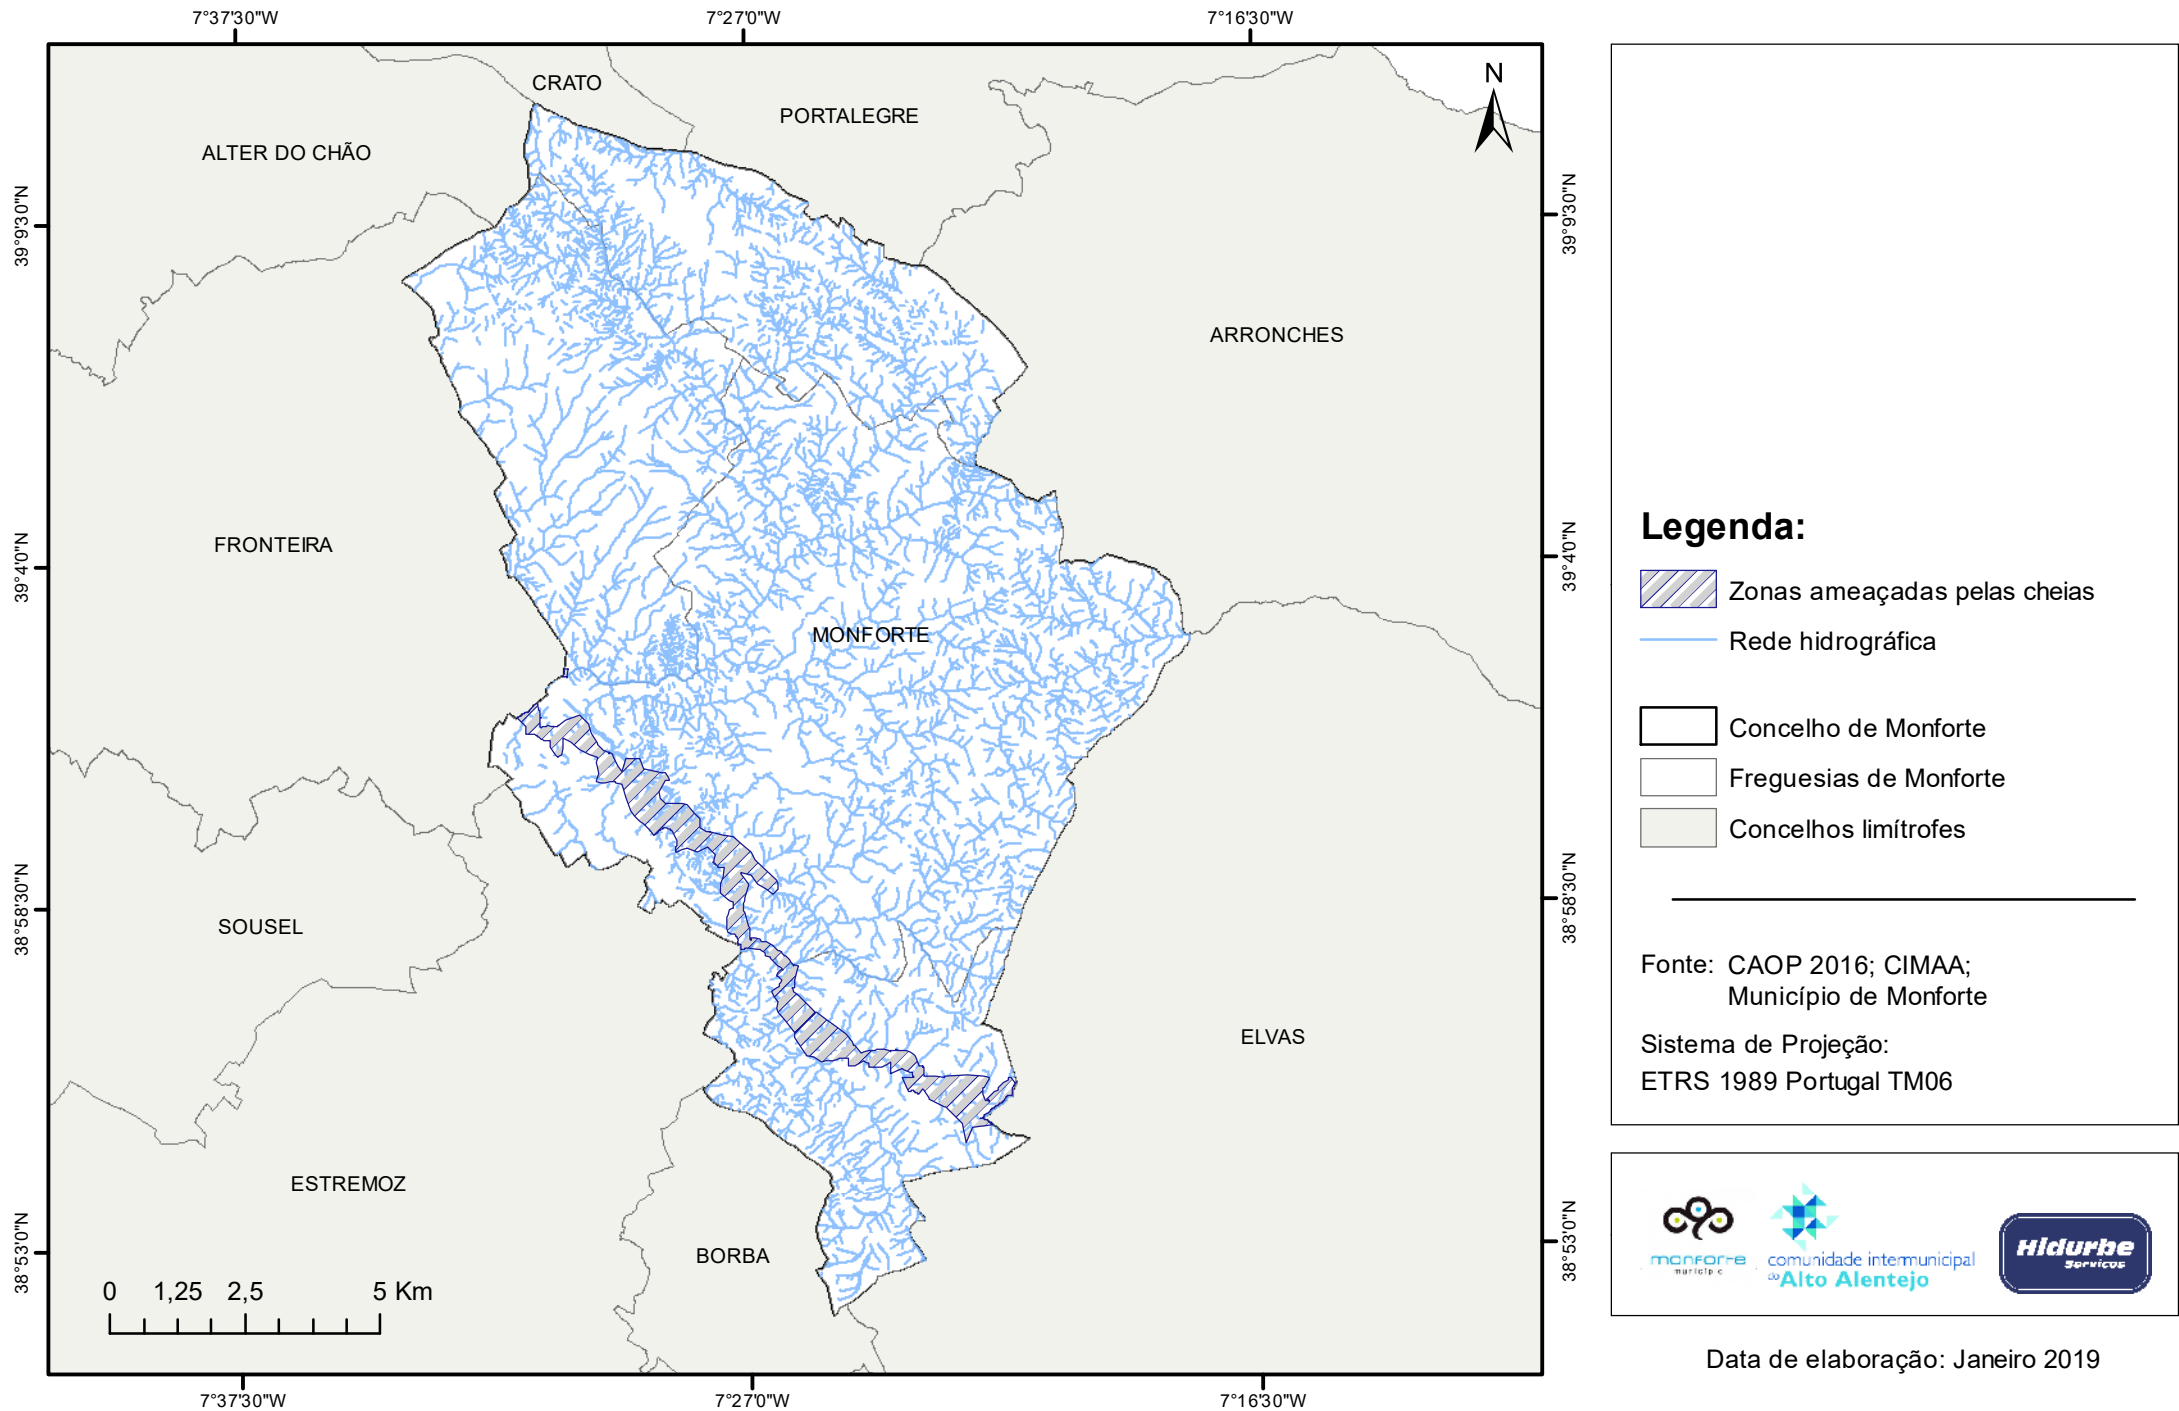 7°37'30"W
7°27'0"W
7°16'30"W
CRATO
N
PORTALEGRE
ALTER DO CHÃO
39°9'30"N
39°9'30"N
ARRONCHES
FRONTEIRA
39°4'0"N
39°4'0"N
MONFORTE
SOUSEL
38°58'30"N
38°58'30"N
ELVAS
ESTREMOZ
BORBA
38°53'0"N
38°53'0"N
0 1,25 2,5 5 Km
7°37'30"W
7°27'0"W
7°16'30"W
Legenda:
Zonas ameaçadas pelas cheias
Rede hidrográfica
Concelho de Monforte
Freguesias de Monforte
Concelhos limítrofes
Fonte: CAOP 2016; CIMAA;
Município de Monforte
Sistema de Projeção:
ETRS 1989 Portugal TM06
monforte
município
comunidade intermunicipal
do Alto Alentejo
Hidurbe
Serviços
Data de elaboração: Janeiro 2019